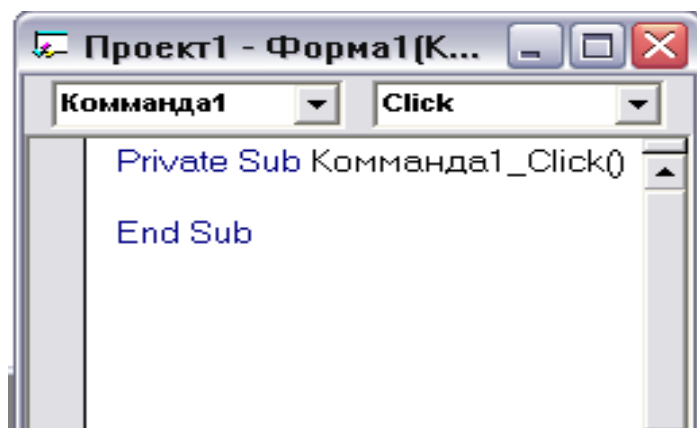 Проект1 - Форма1(К...
Комманда1 Click
Private Sub Комманда1_Click()
End Sub